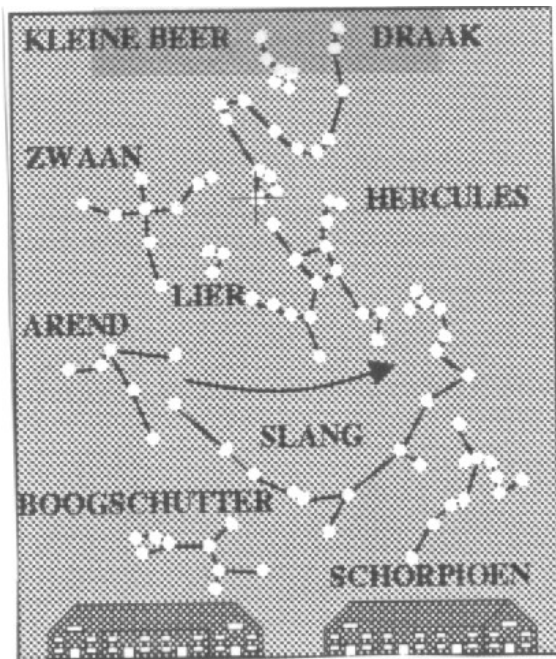 KLEINE BEER DRAAK
ZWAAN
HERCULES
LIER
AREND
SLANG
BOOGSCHUTTER
SCHORPIOEN